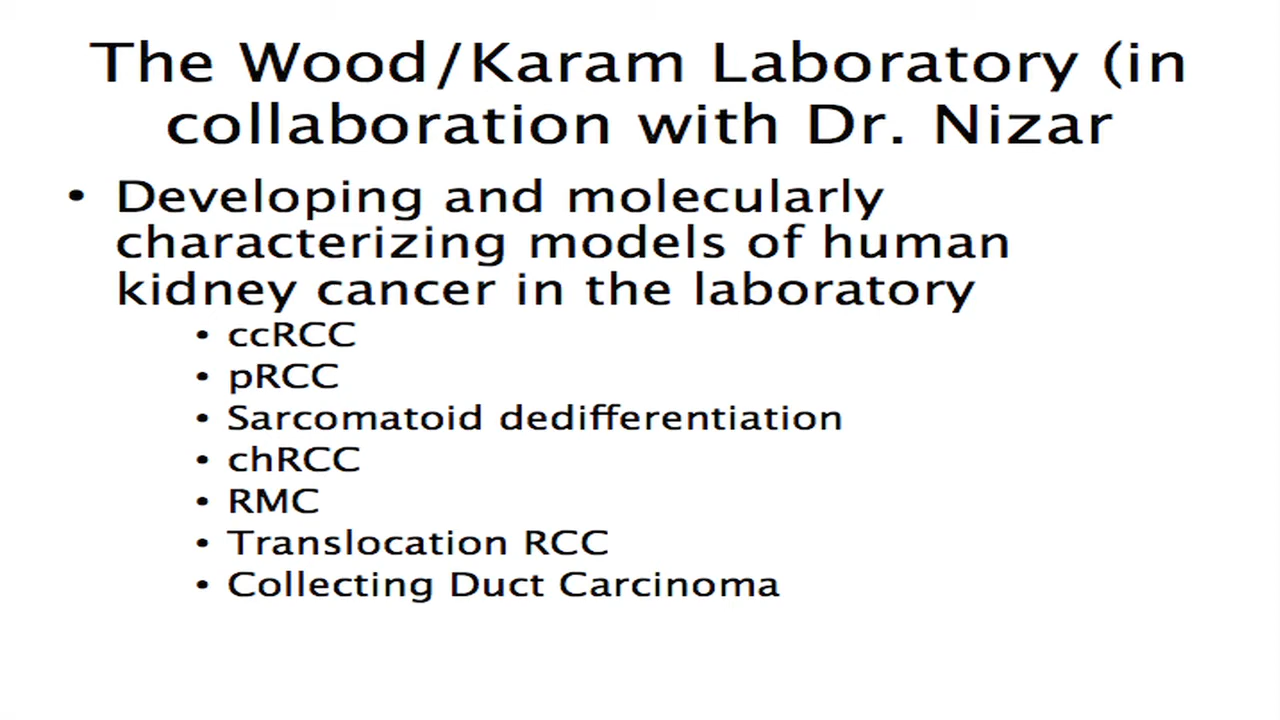 The Wood/Karam Laboratory (in
collaboration with Dr. Nizar
• Developing and molecularly
characterizing models of human
kidney cancer in the laboratory
• ccRCC
• pRCC
• Sarcomatoid dedifferentiation
• chRCC
• RMC
• Translocation RCC
• Collecting Duct Carcinoma